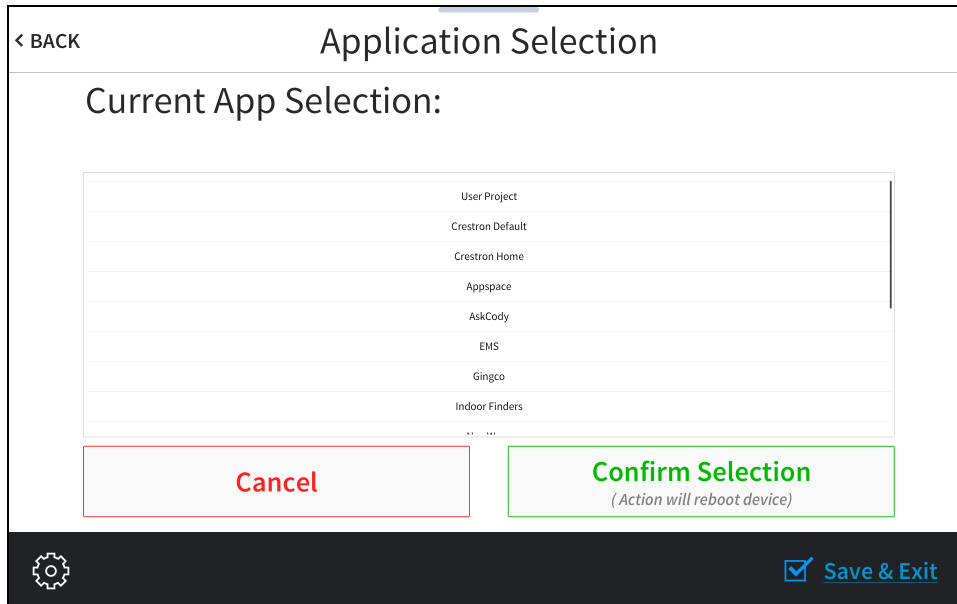 < BACK
Application Selection
Current App Selection:
User Project
Crestron Default
Crestron Home
Appspace
AskCody
EMS
Gingco
Indoor Finders
Cancel
Confirm Selection
( Action will reboot device)
Save & Exit